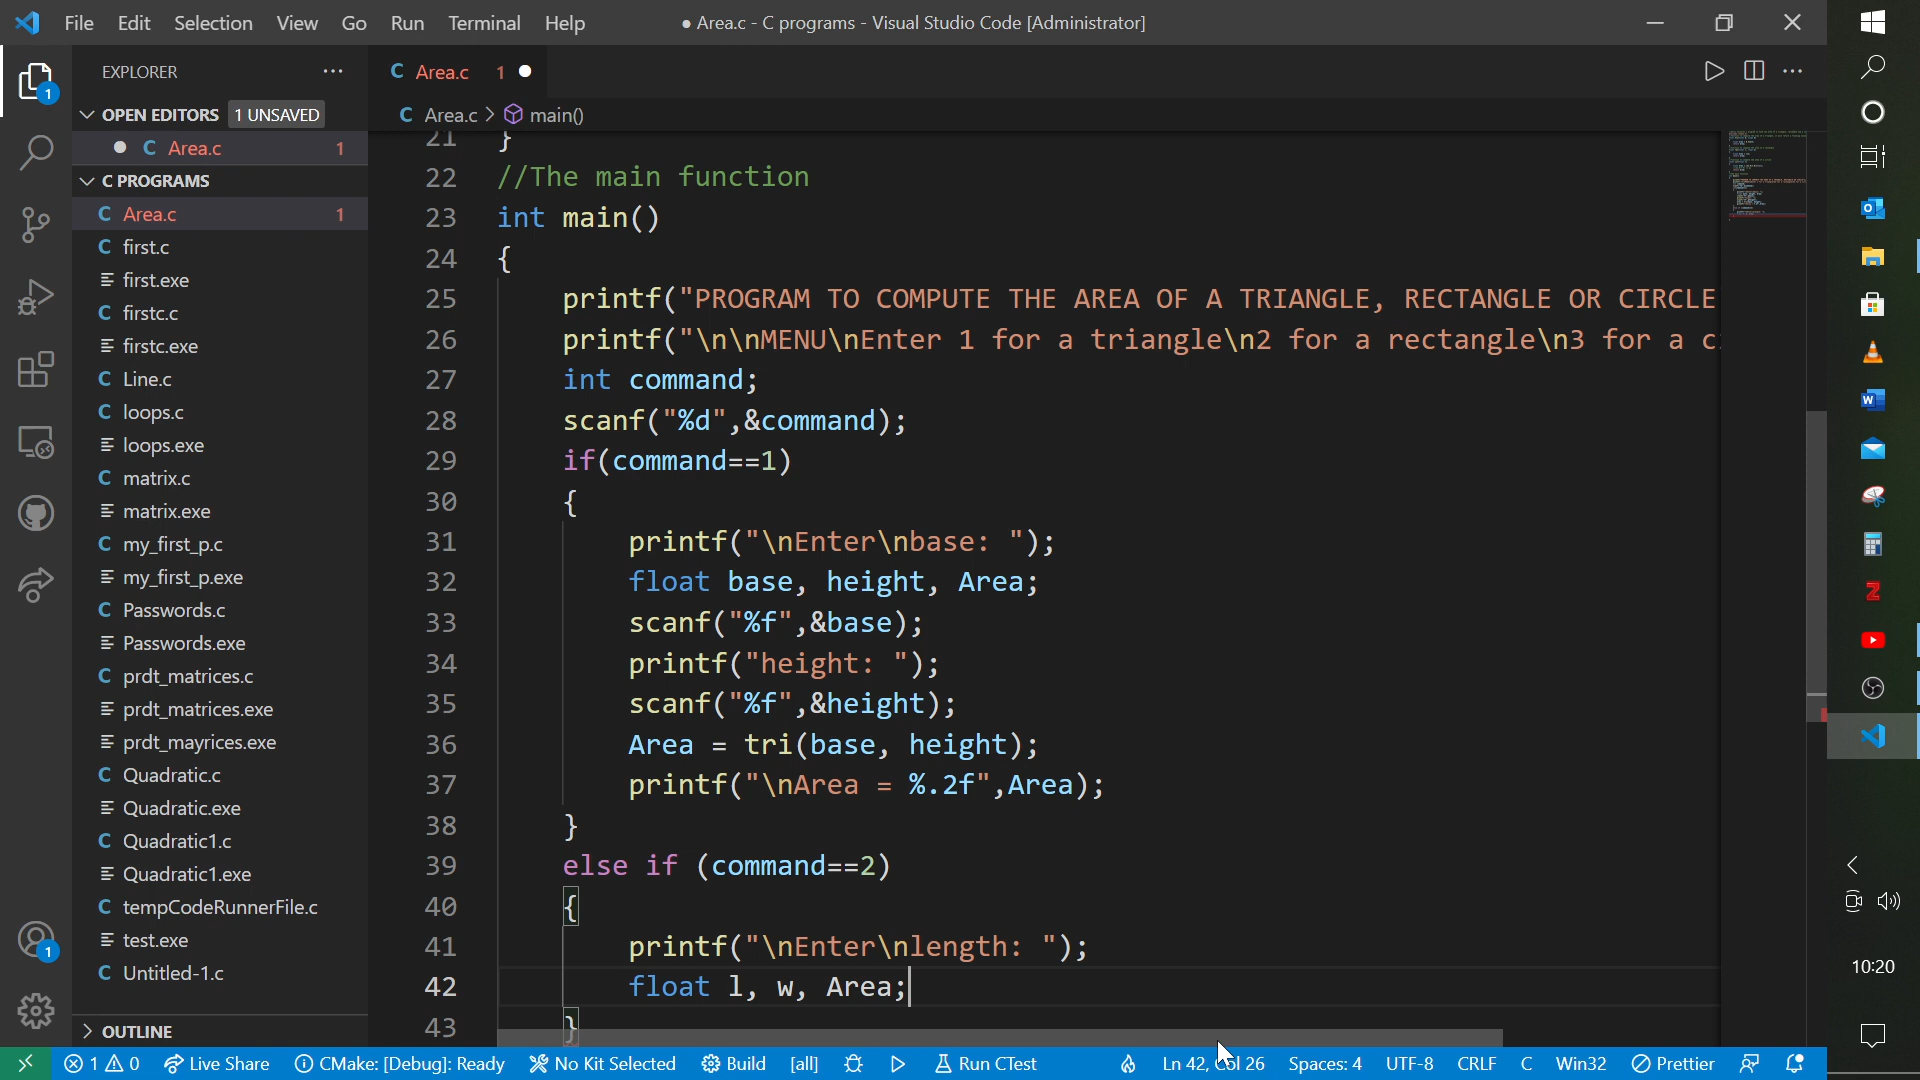 File Edit Selection View Go Run Terminal Help
● Area.c - C programs - Visual Studio Code [Administrator]
EXPLORER
C Area.c 1
OPEN EDITORS 1 UNSAVED
C Area.c 1
C PROGRAMS
C Area.c 1
C first.c
first.exe
C firstc.c
firstc.exe
C Line.c
C loops.c
loops.exe
C matrix.c
matrix.exe
C my_first_p.c
my_first_p.exe
C Passwords.c
Passwords.exe
C prdt_matrices.c
prdt_matrices.exe
prdt_mayrices.exe
C Quadratic.c
Quadratic.exe
C Quadratic1.c
Quadratic1.exe
C tempCodeRunnerFile.c
test.exe
C Untitled-1.c
OUTLINE
C Area.c > main()
21 }
22 //The main function
23 int main()
24 {
25 printf("PROGRAM TO COMPUTE THE AREA OF A TRIANGLE, RECTANGLE OR CIRCLE
26 printf("\n\nMENU\nEnter 1 for a triangle\n2 for a rectangle\n3 for a c
27 int command;
28 scanf("%d",&command);
29 if(command==1)
30 {
31 printf("\nEnter\nbase: ");
32 float base, height, Area;
33 scanf("%f",&base);
34 printf("height: ");
35 scanf("%f",&height);
36 Area = tri(base, height);
37 printf("\nArea = %.2f",Area);
38 }
39 else if (command==2)
40 {
41 printf("\nEnter\nlength: ");
42 float l, w, Area;
43 }
1 0 Live Share CMake: [Debug]: Ready No Kit Selected Build [all] Run CTest Ln 42, Col 26 Spaces: 4 UTF-8 CRLF C Win32 Prettier
1
1
10:20